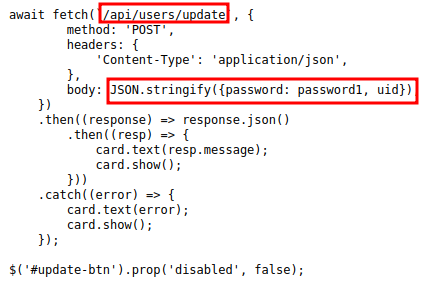 await fetch(`/api/users/update`, {
method: 'POST',
headers: {
'Content-Type': 'application/json',
},
body: JSON.stringify({password: password1, uid})
})
.then((response) => response.json()
.then((resp) => {
card.text(resp.message);
card.show();
}))
.catch((error) => {
card.text(error);
card.show();
});
$('#update-btn').prop('disabled', false);